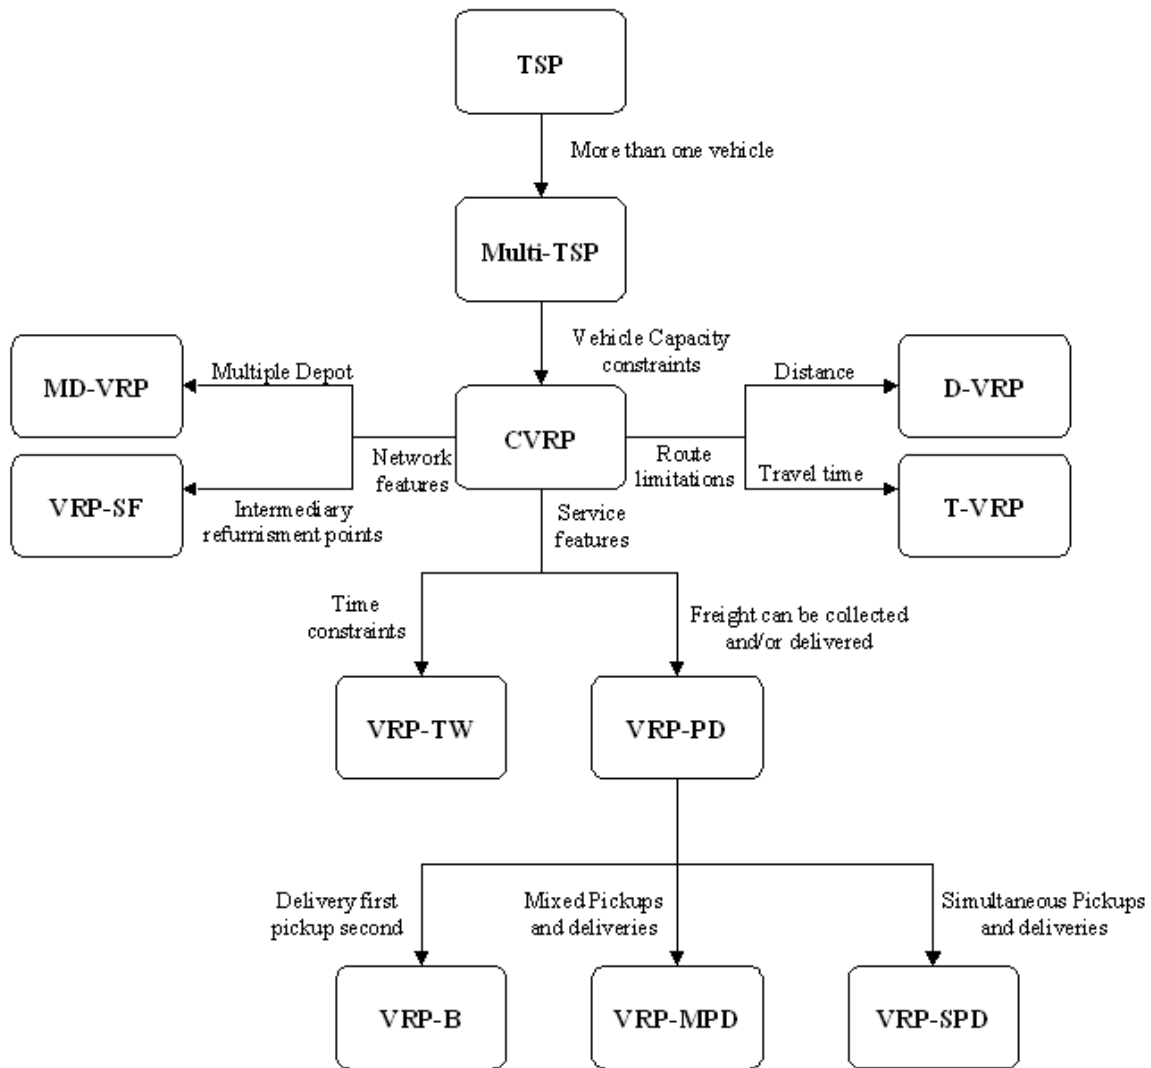 TSP
More than one vehicle
Multi-TSP
Vehicle Capacity
constraints
MD-VRP
Multiple Depot
CVRP
Distance
D-VRP
Network
features
Route
limitations
VRP-SF
Intermediary
refurnisment points
Travel time
T-VRP
Service
features
Time
constraints
Freight can be collected
and/or delivered
VRP-TW
VRP-PD
Delivery first
pickup second
Mixed Pickups
and deliveries
Simultaneous Pickups
and deliveries
VRP-B
VRP-MPD
VRP-SPD